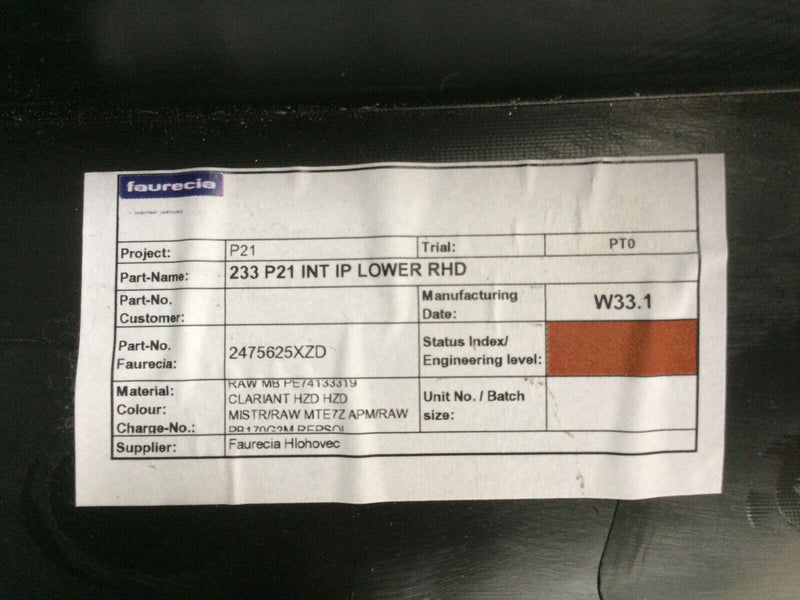 faurecia
Project: P21 Trial: PT0
Part-Name: 233 P21 INT IP LOWER RHD
Part-No. Customer: Manufacturing Date: W33.1
Part-No. Faurecia: 2475625XZD Status Index/ Engineering level:
Material: RAW MB PE74133319
Colour: CLARIANT HZD HZD Unit No. / Batch size:
Charge-No.: MISTR/RAW MTE7Z APM/RAW
PB170G2M REPSOL
Supplier: Faurecia Hlohovec